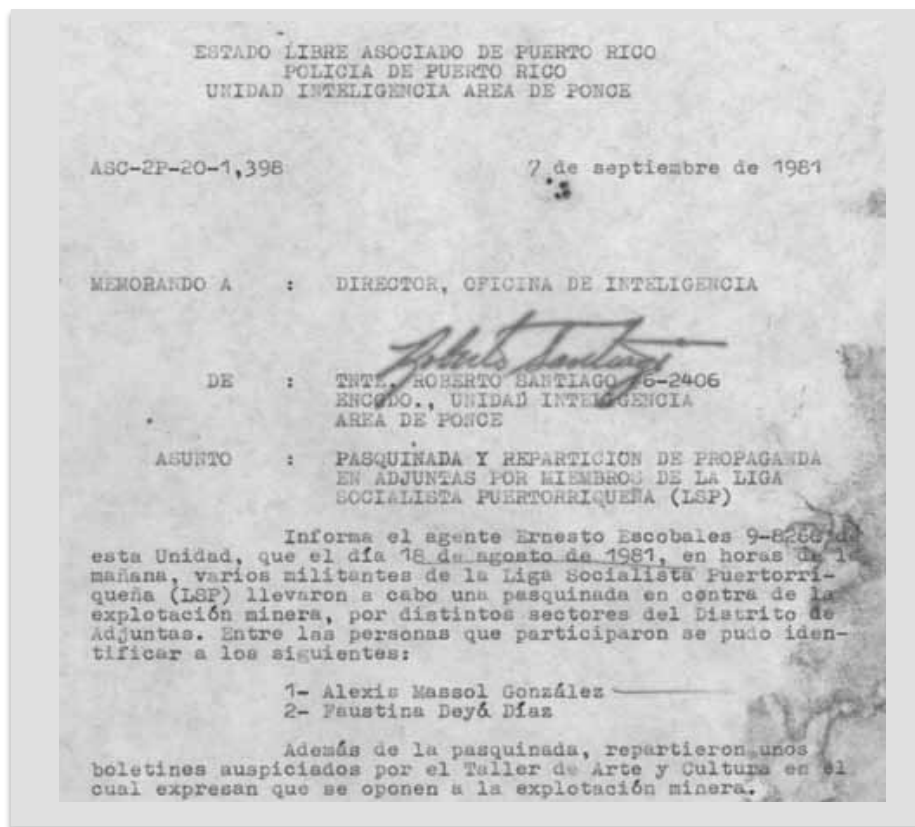 ESTADO LIBRE ASOCIADO DE PUERTO RICO
POLICIA DE PUERTO RICO
UNIDAD INTELIGENCIA AREA DE PONCE
ASC-2P-20-1,398 7 de septiembre de 1981
MEMORANDO A : DIRECTOR, OFICINA DE INTELIGENCIA
Roberto Santiago
DE : TNTE. ROBERTO SANTIAGO 6-2406
ENCGDO., UNIDAD INTELIGENCIA
AREA DE PONCE
ASUNTO : PASQUINADA Y REPARTICION DE PROPAGANDA
EN ADJUNTAS POR MIEMBROS DE LA LIGA
SOCIALISTA PUERTORRIQUEÑA (LSP)
Informa el agente Ernesto Escobales de
esta Unidad, que el día 18 de agosto de 1981, en horas de la
mañana, varios militantes de la Liga Socialista Puertorri-
queña (LSP) llevaron a cabo una pasquinada en contra de la
explotación minera, por distintos sectores del Distrito de
Adjuntas. Entre las personas que participaron se pudo iden-
tificar a los siguientes:
1- Alexis Massol González
2- Faustina Deyá Díaz
Además de la pasquinada, repartieron unos
boletines auspiciados por el Taller de Arte y Cultura en el
cual expresan que se oponen a la explotación minera.